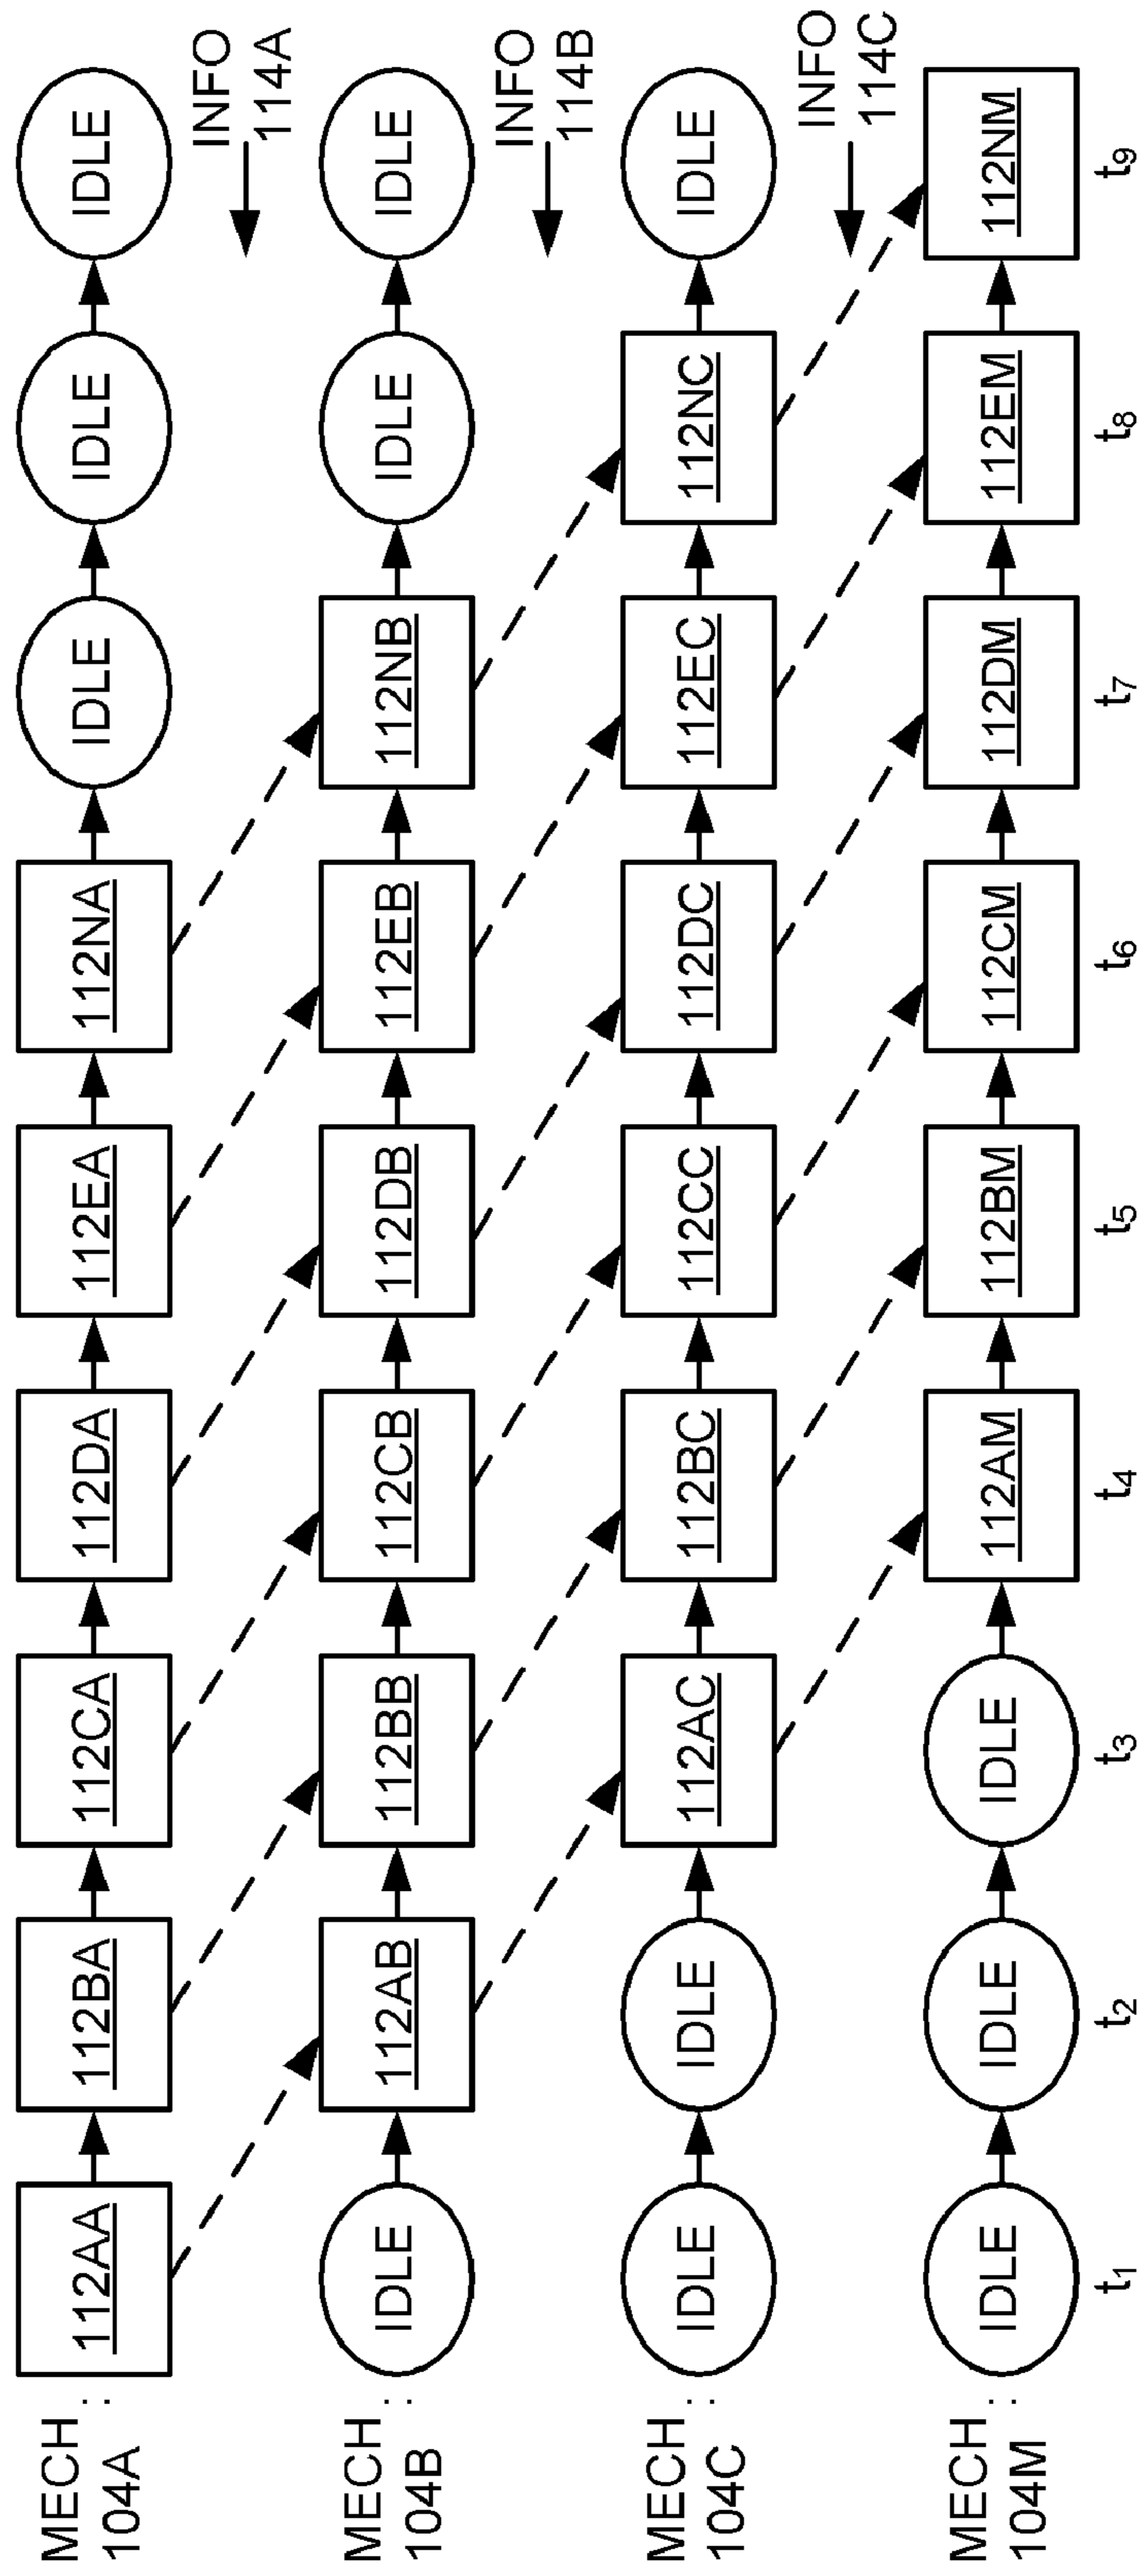 MECH :
104A
112AA
112BA
112CA
112DA
112EA
112NA
IDLE
IDLE
IDLE
INFO
114A
MECH :
104B
IDLE
112AB
112BB
112CB
112DB
112EB
112NB
IDLE
IDLE
INFO
114B
MECH :
104C
IDLE
IDLE
112AC
112BC
112CC
112DC
112EC
112NC
IDLE
INFO
114C
MECH :
104M
IDLE
IDLE
IDLE
112AM
112BM
112CM
112DM
112EM
112NM
t1
t2
t3
t4
t5
t6
t7
t8
t9